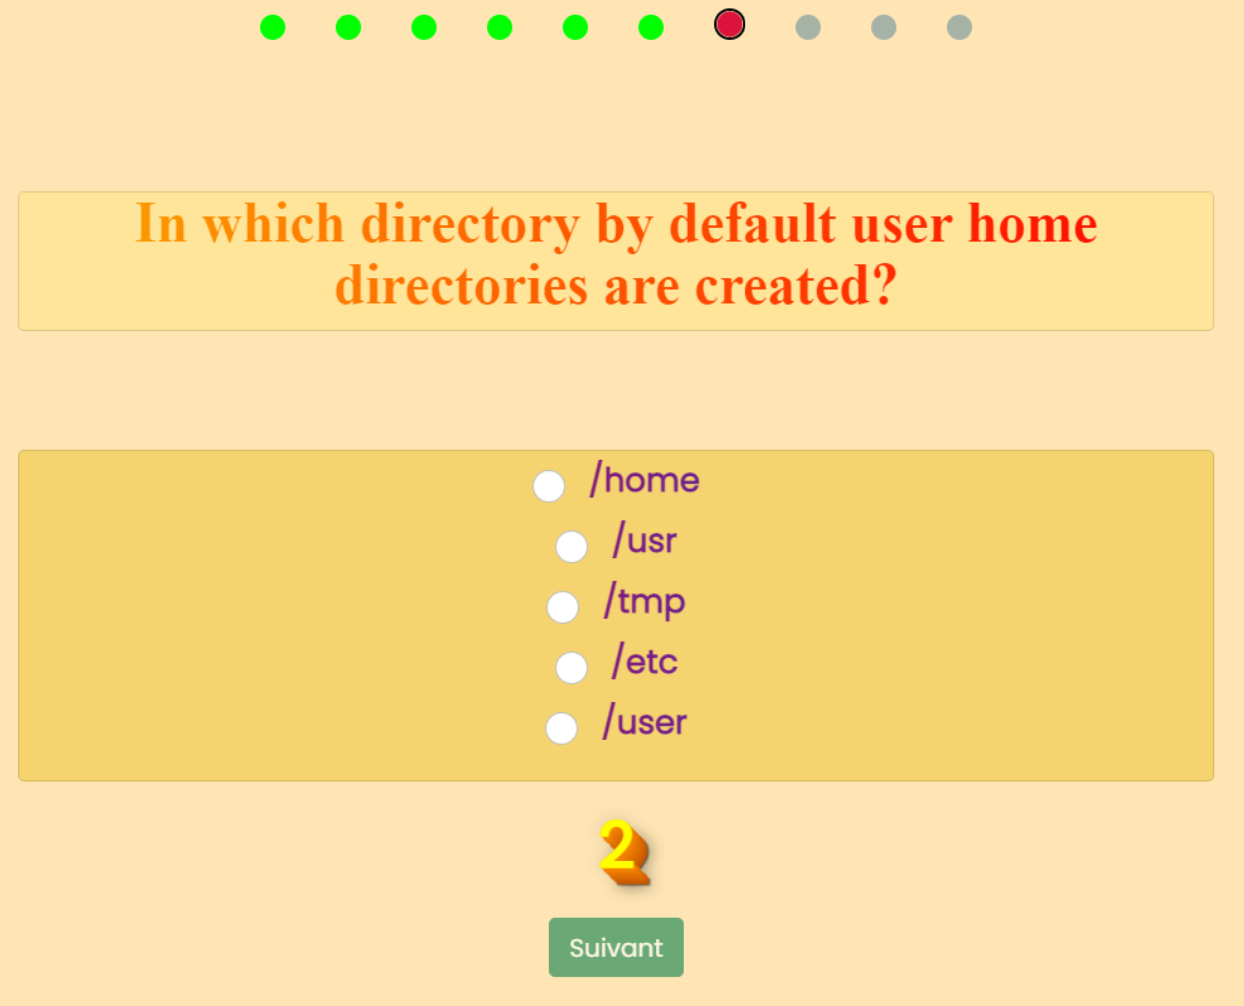 In which directory by default user home
directories are created?
/home
/usr
/tmp
/etc
/user
2
Suivant